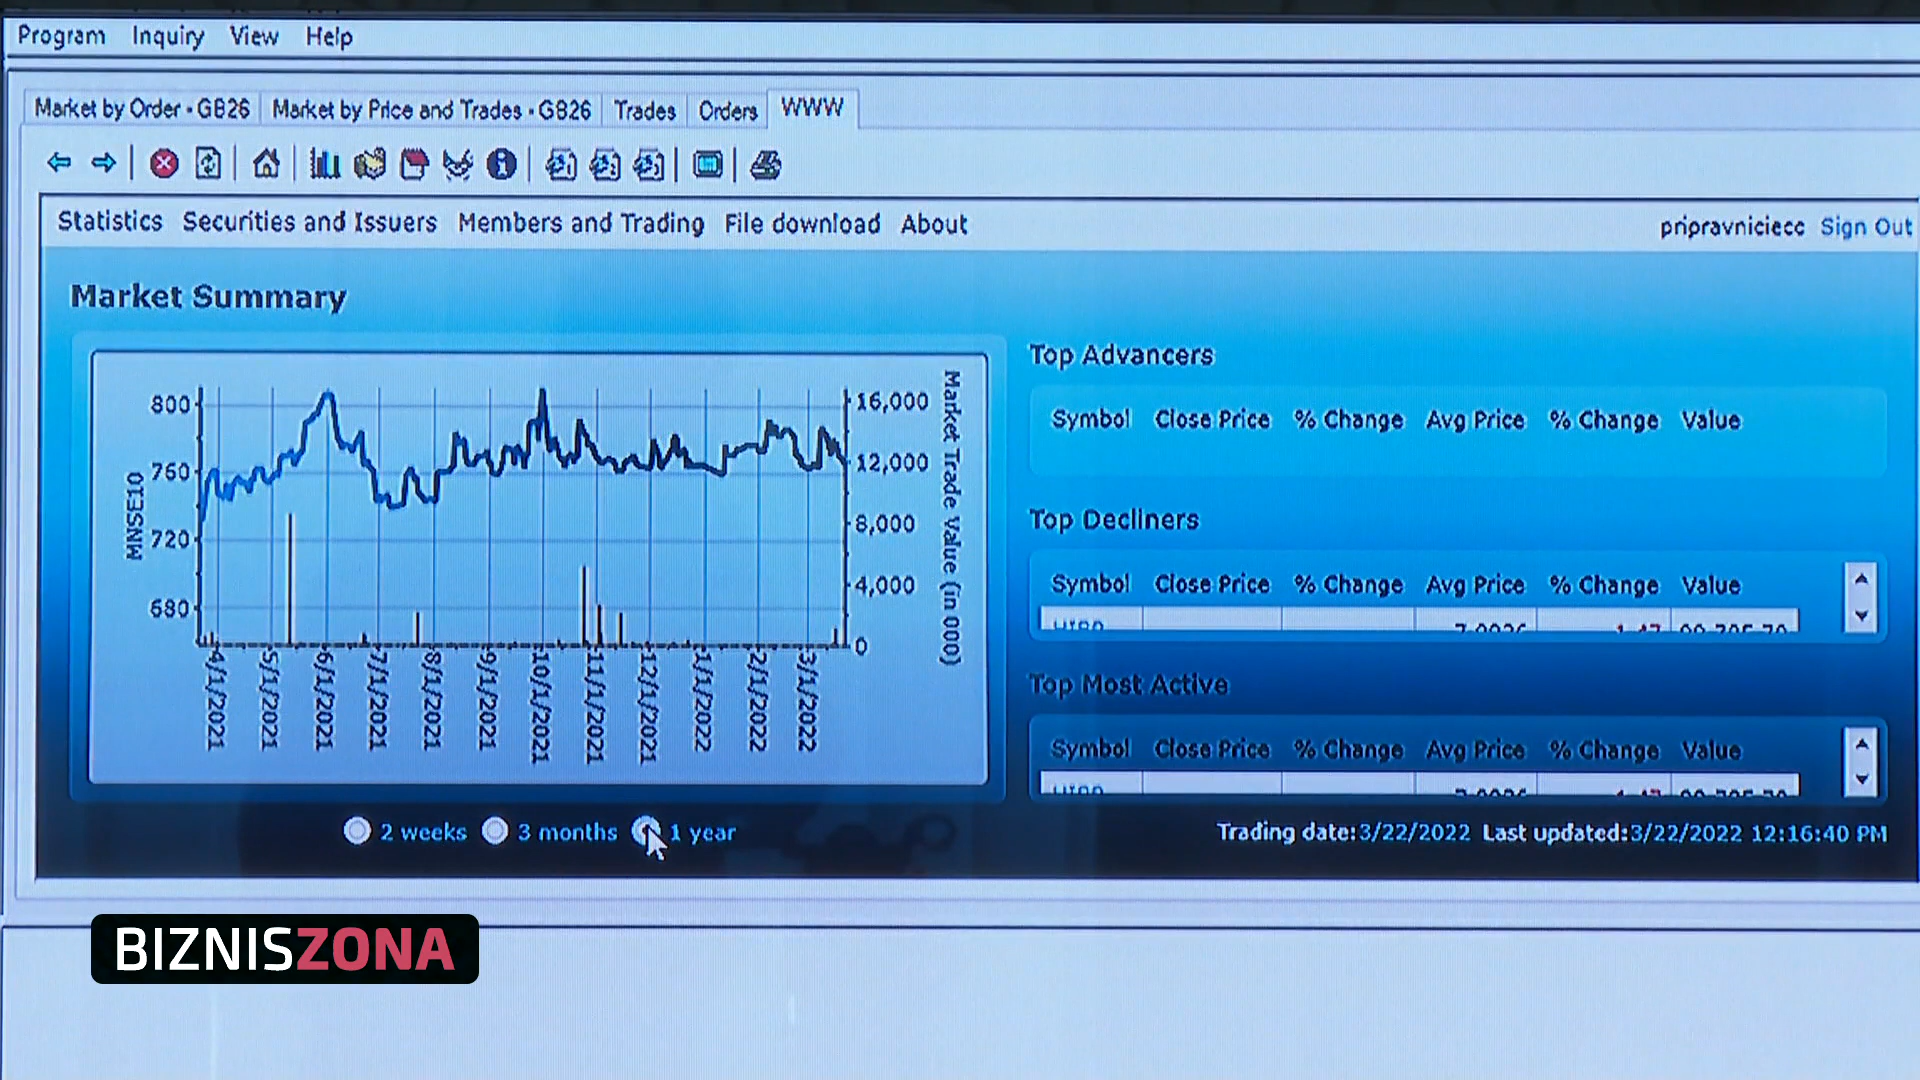 Program Inquiry View Help
Market by Order - GB26 Market by Price and Trades - GB26 Trades Orders WWW
Statistics Securities and Issuers Members and Trading File download About pripravniciecc Sign Out
Market Summary
800
760
720
680
MNSE10
16,000
12,000
8,000
4,000
0
Market Trade Value (in 000)
4/1/2021 5/1/2021 6/1/2021 7/1/2021 8/1/2021 9/1/2021 10/1/2021 11/1/2021 12/1/2021 1/1/2022 2/1/2022 3/1/2022
2 weeks 3 months 1 year
Top Advancers
Symbol Close Price % Change Avg Price % Change Value
Top Decliners
Symbol Close Price % Change Avg Price % Change Value
Top Most Active
Symbol Close Price % Change Avg Price % Change Value
Trading date:3/22/2022 Last updated:3/22/2022 12:16:40 PM
BIZNISZONA